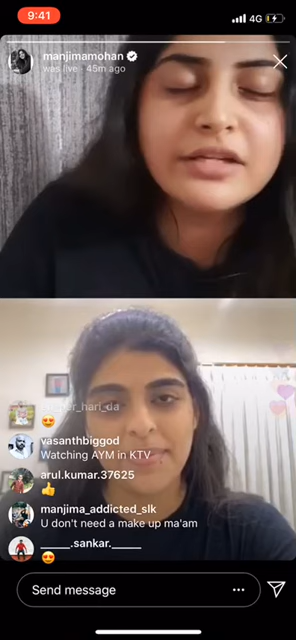 9:41
4G
manjimamohan
was live · 45m ago
er_hari_da
vasanthbiggod
Watching AYM in KTV
arul.kumar.37625
manjima_addicted_slk
U don't need a make up ma'am
_____.sankar._____
Send message